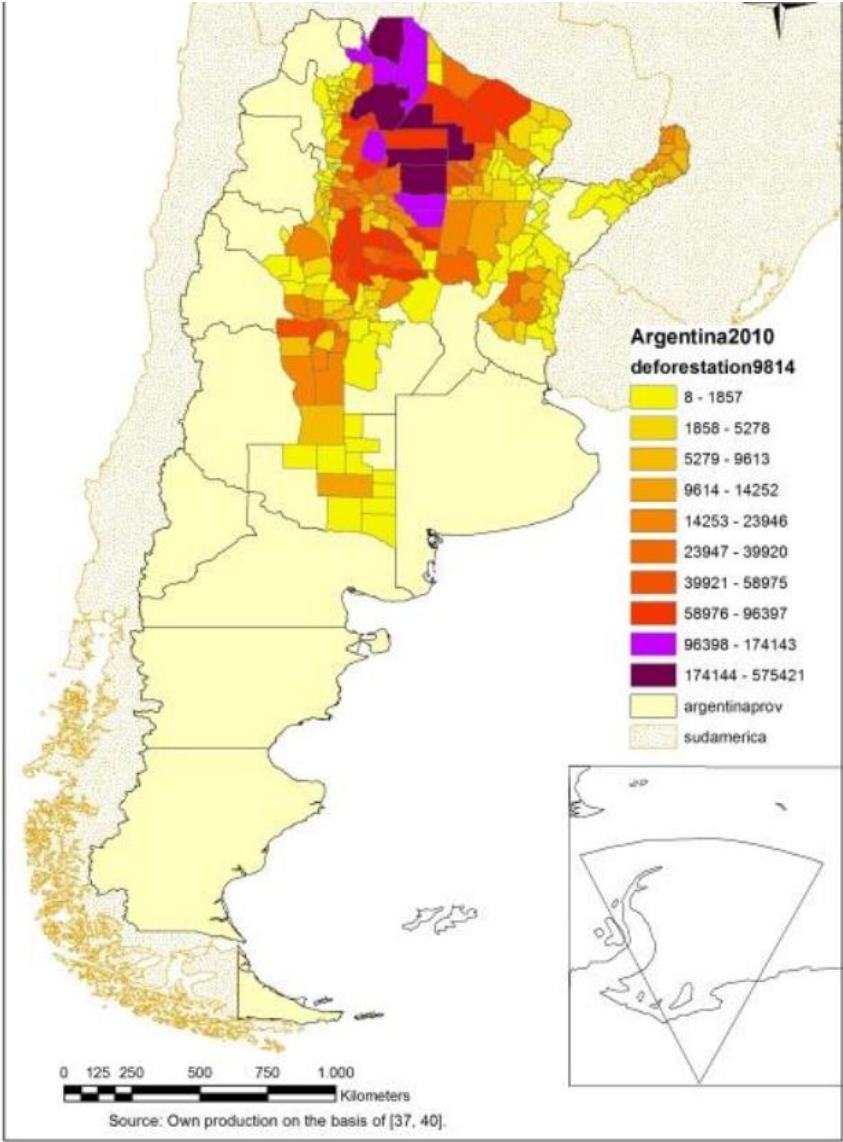 Argentina2010
deforestation9814
8 - 1857
1858 - 5278
5279 - 9613
9614 - 14252
14253 - 23946
23947 - 39920
39921 - 58975
58976 - 96397
96398 - 174143
174144 - 575421
argentinaprov
sudamerica
0 125 250 500 750 1.000
Kilometers
Source: Own production on the basis of [37, 40].